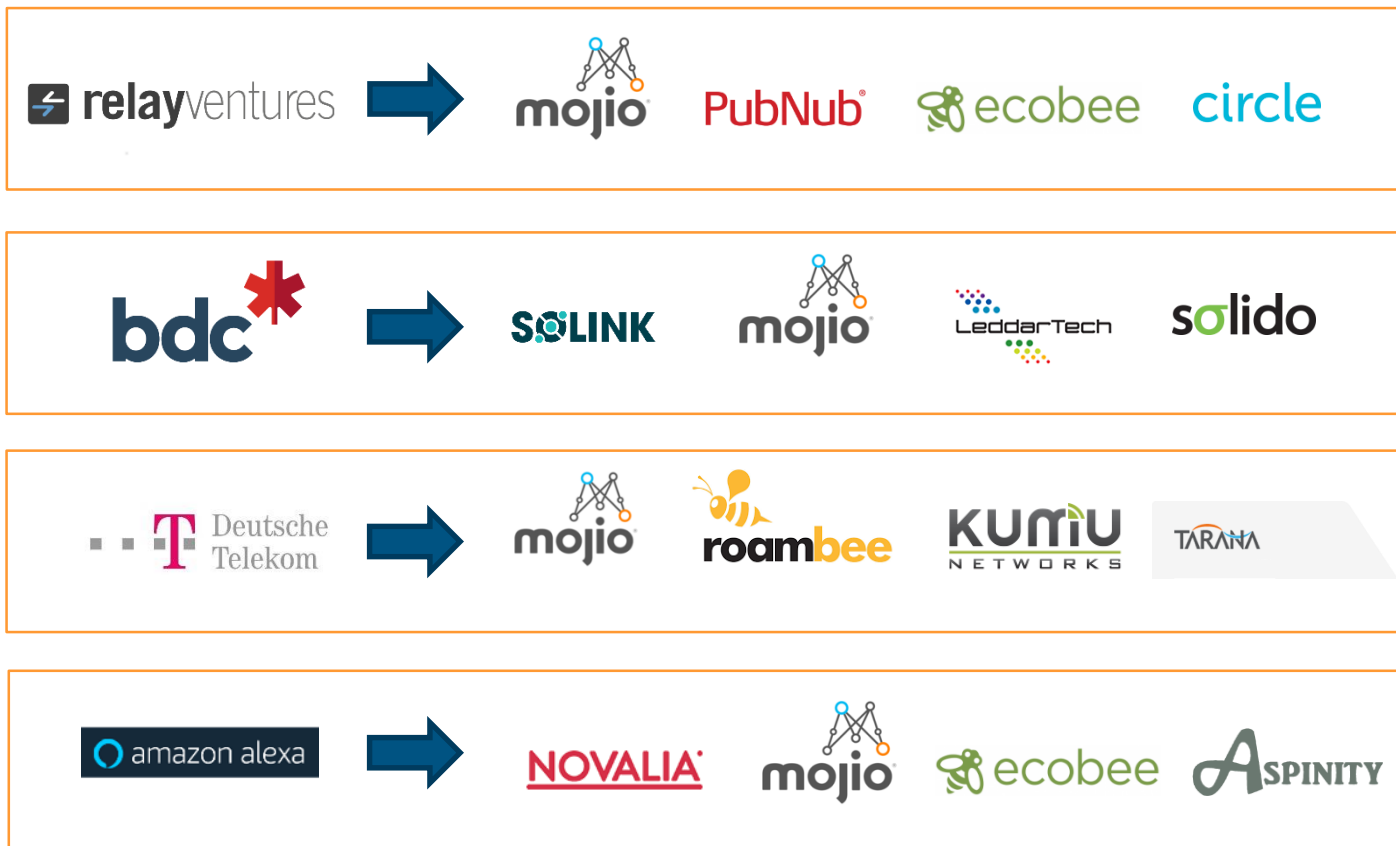 relayventures
mojio
PubNub
ecobee
circle
bdc
SOLINK
mojio
LeddarTech
solido
T Deutsche
Telekom
mojio
roambee
KUMU
NETWORKS
TARANA
amazon alexa
NOVALIA
mojio
ecobee
ASPINITY